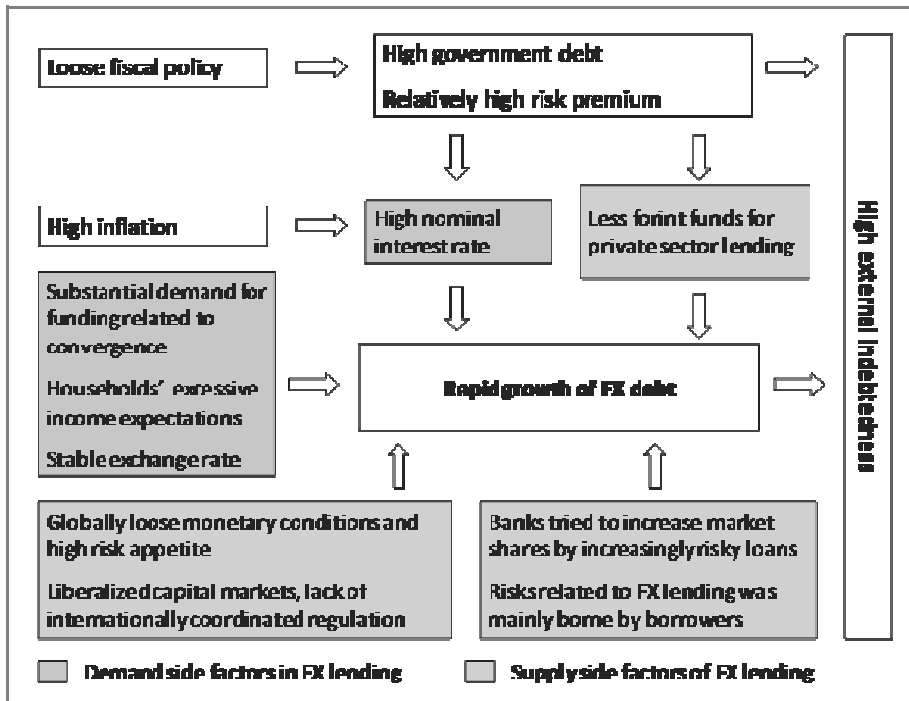 Loose fiscal policy
High government debt
Relatively high risk premium
High inflation
High nominal
interest rate
Less forint funds for
private sector lending
Substantial demand for
funding related to
convergence
Households' exressive
income expectations
Stable exchange rate
Rapid growth of FX debt
High external indebtedness
Globally loose monetary conditions and
high risk appetite
Liberalized capital markets, lack of
internationally coordinated regulation
Banks tried to increase market
shares by increasingly risky loans
Risks related to FX lending was
mainly borne by borrowers
Demand side factors in FX lending
Supply side factors of FX lending